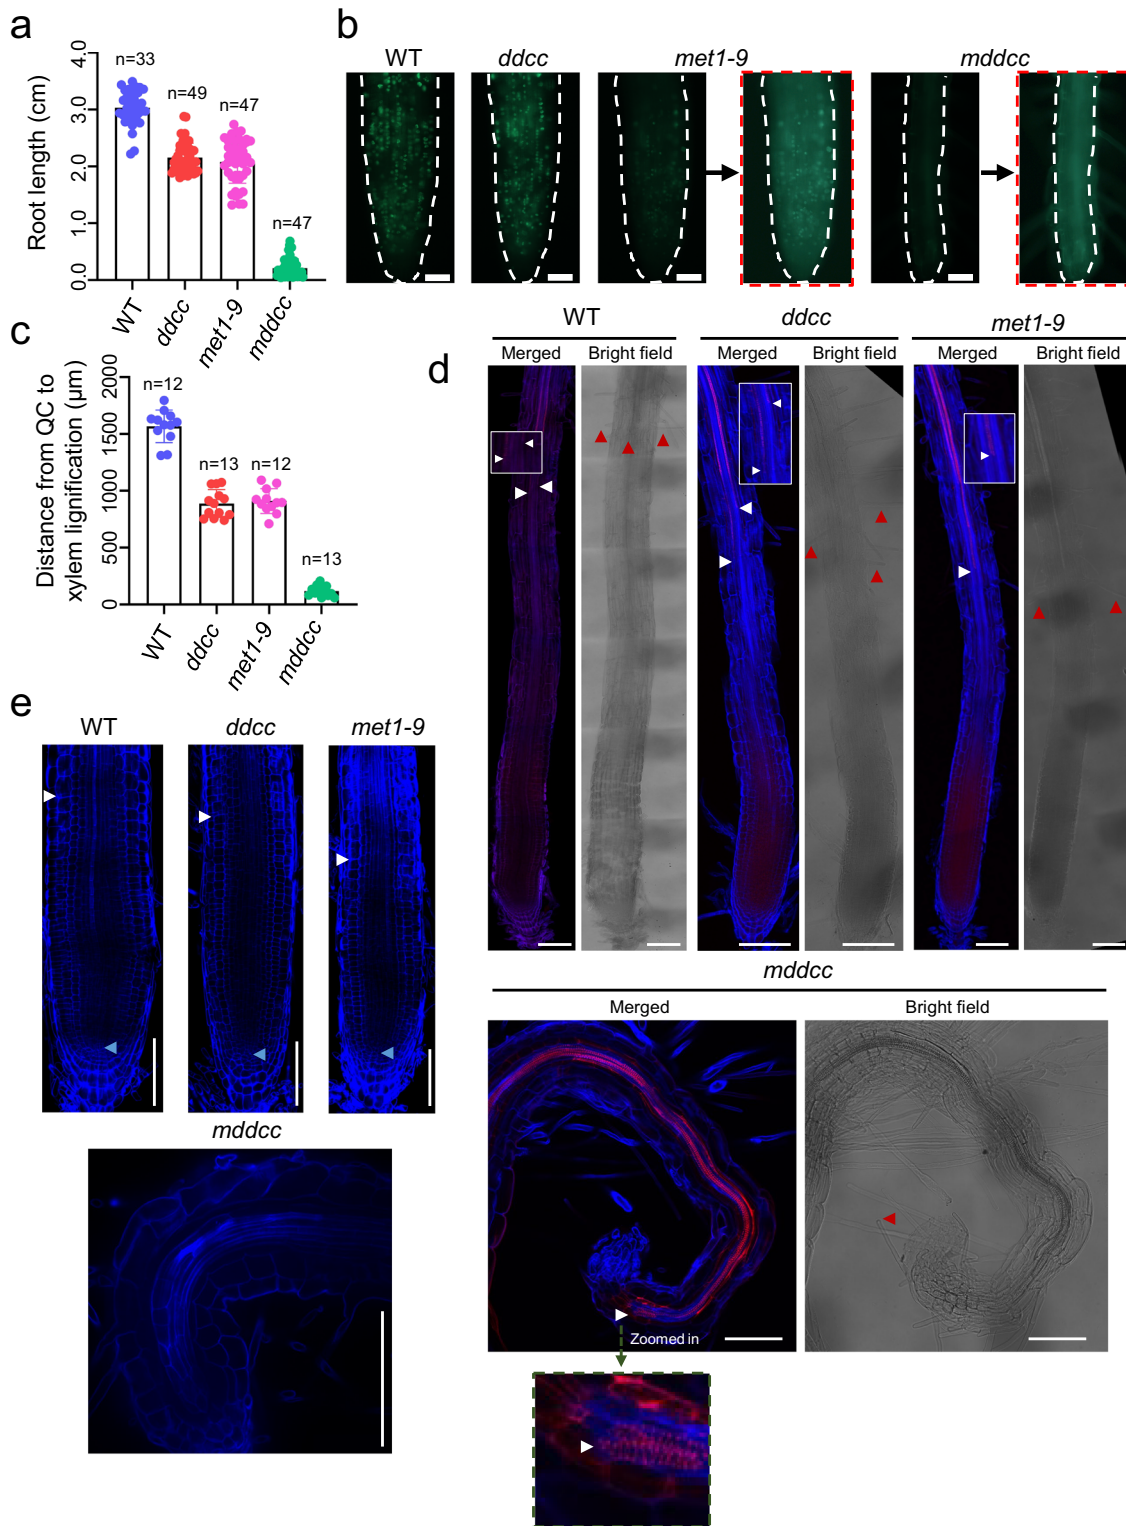 a
Root length (cm)
4.0
3.0
2.0
1.0
0.0
n=33
n=49
n=47
n=47
WT
ddcc
met1-9
mddcc
b
WT
ddcc
met1-9
mddcc
c
Distance from QC to
xylem lignification (μm)
2000
1500
1000
500
0
n=12
n=13
n=12
n=13
WT
ddcc
met1-9
mddcc
d
WT
ddcc
met1-9
Merged
Bright field
Merged
Bright field
Merged
Bright field
mddcc
Merged
Bright field
Zoomed in
e
WT
ddcc
met1-9
mddcc